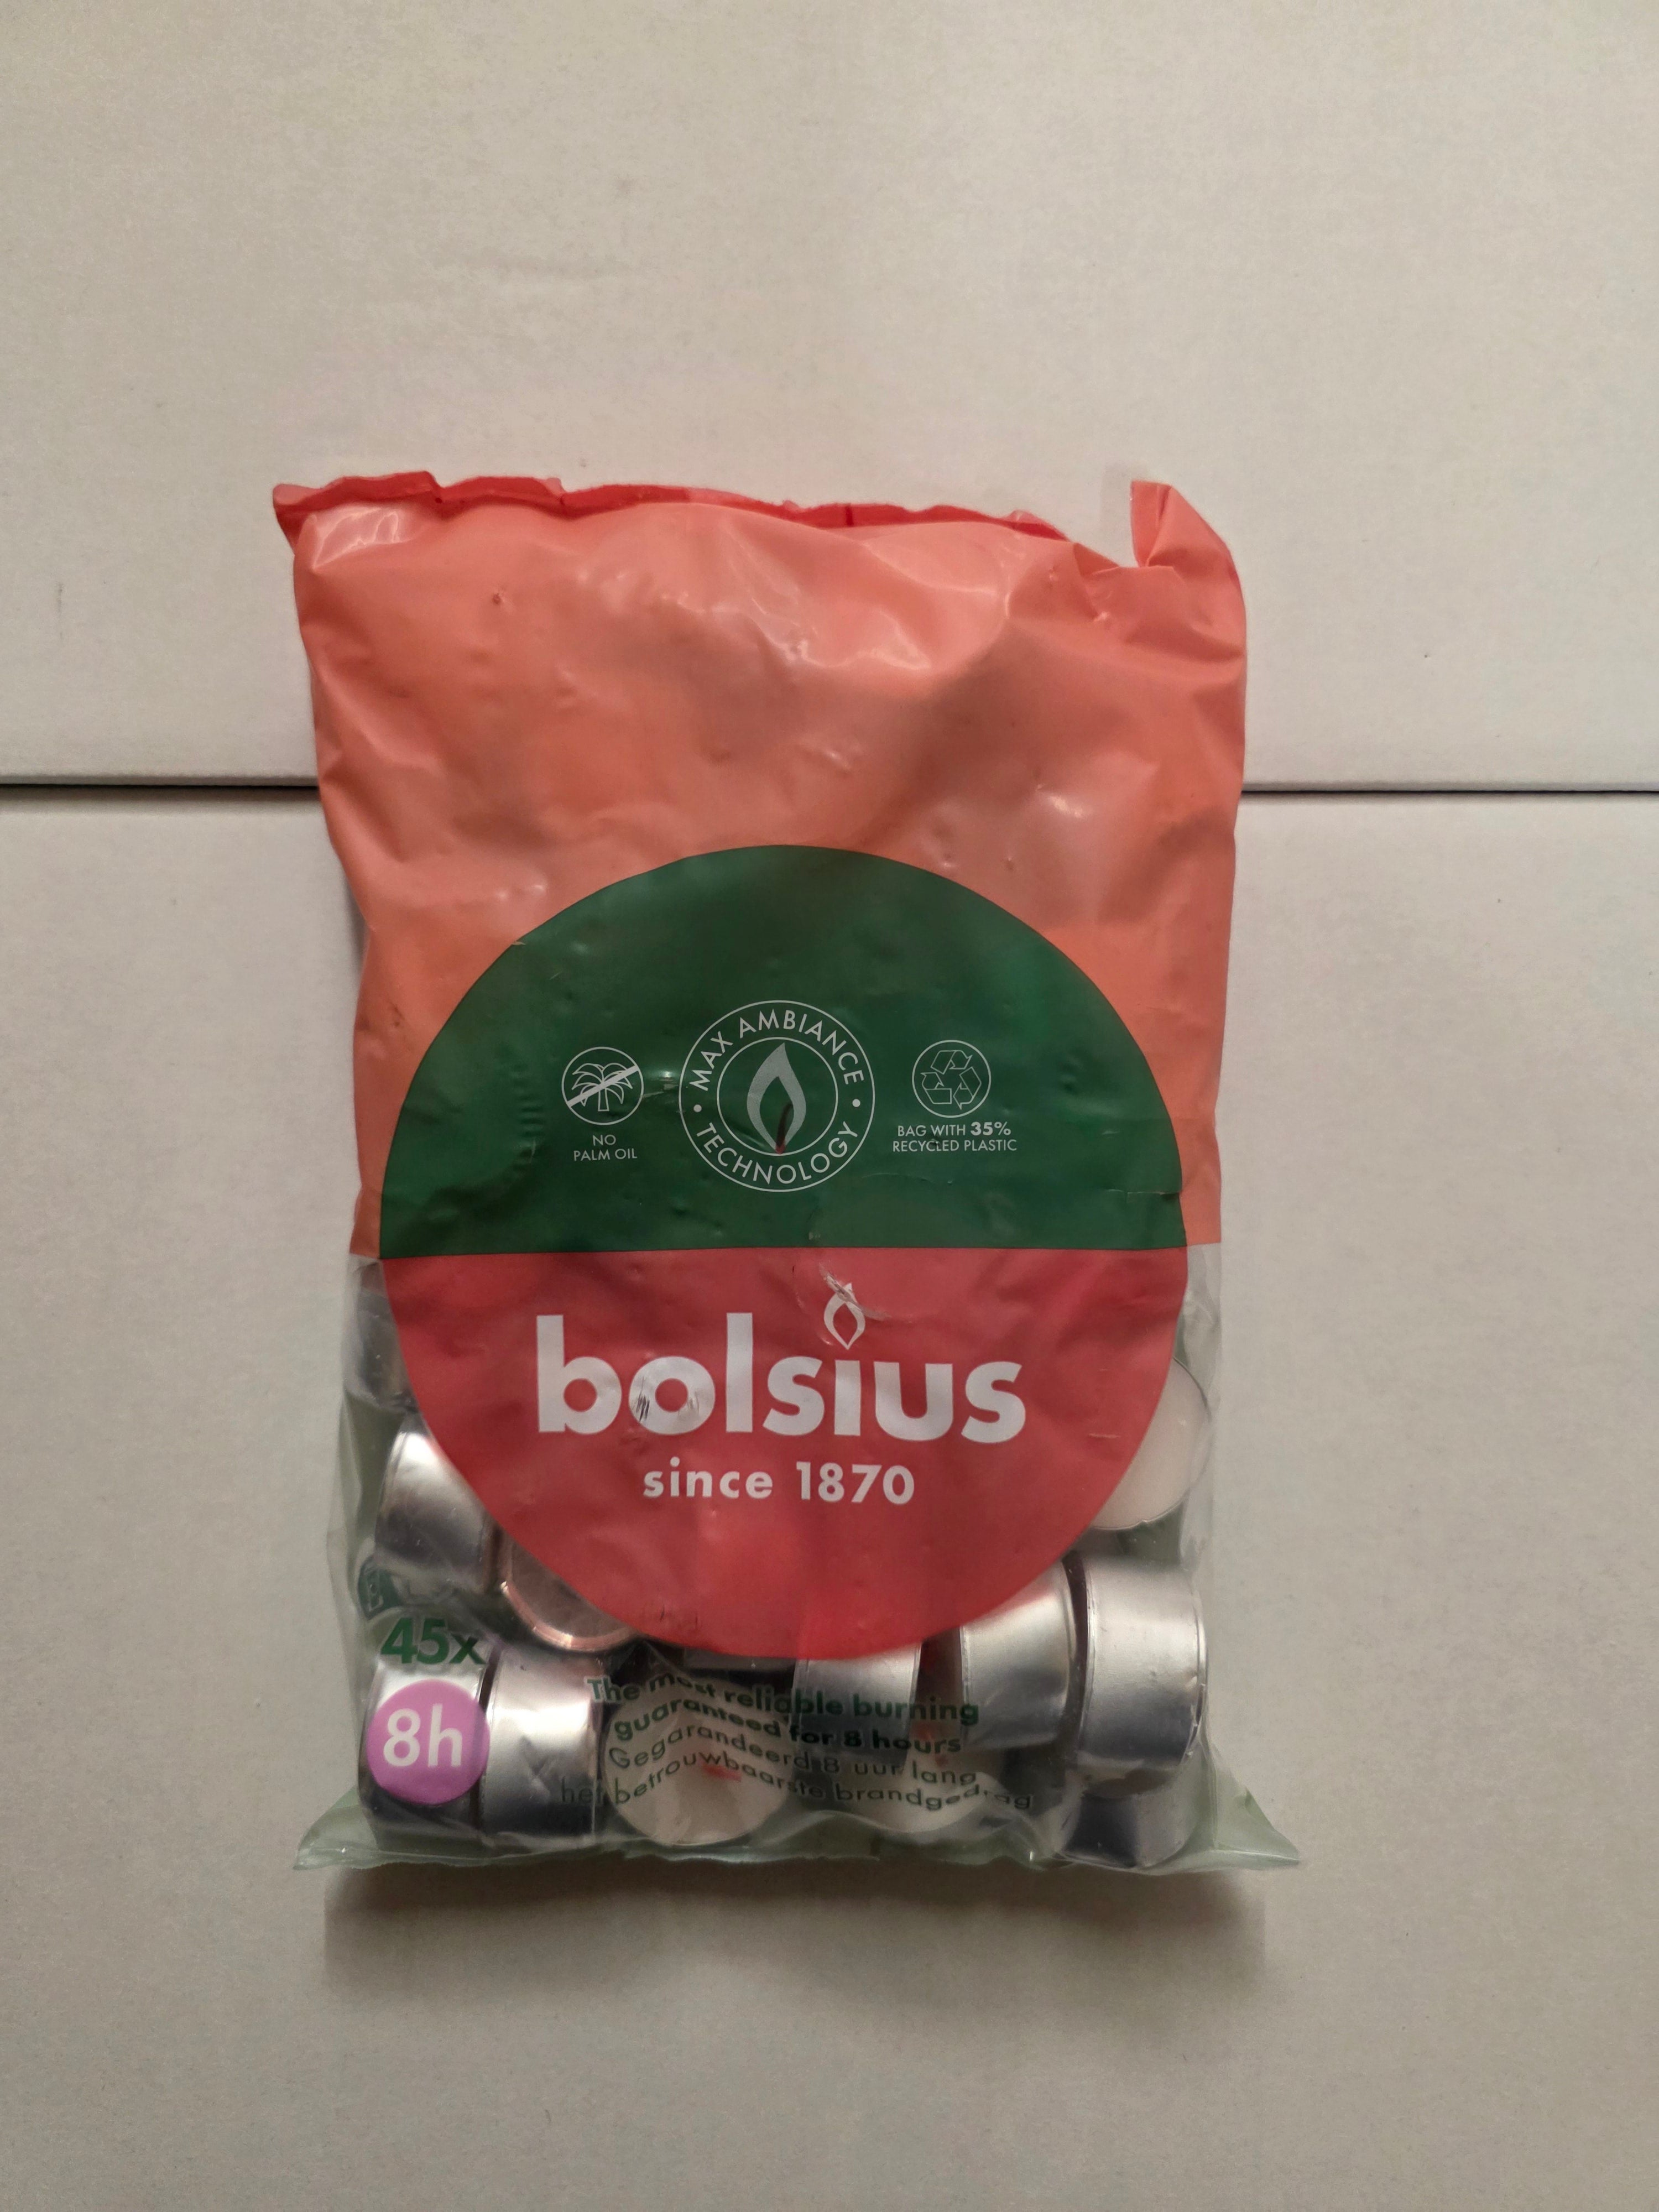 MAX AMBIANCE
• TECHNOLOGY •
NO
PALM OIL
BAG WITH 35%
RECYCLED PLASTIC
bolsius
since 1870
45x
8h
The most reliable burning
guaranteed for 8 hours
Gegarandeerd 8 uur lang
het betrouwbaarste brandgedrag